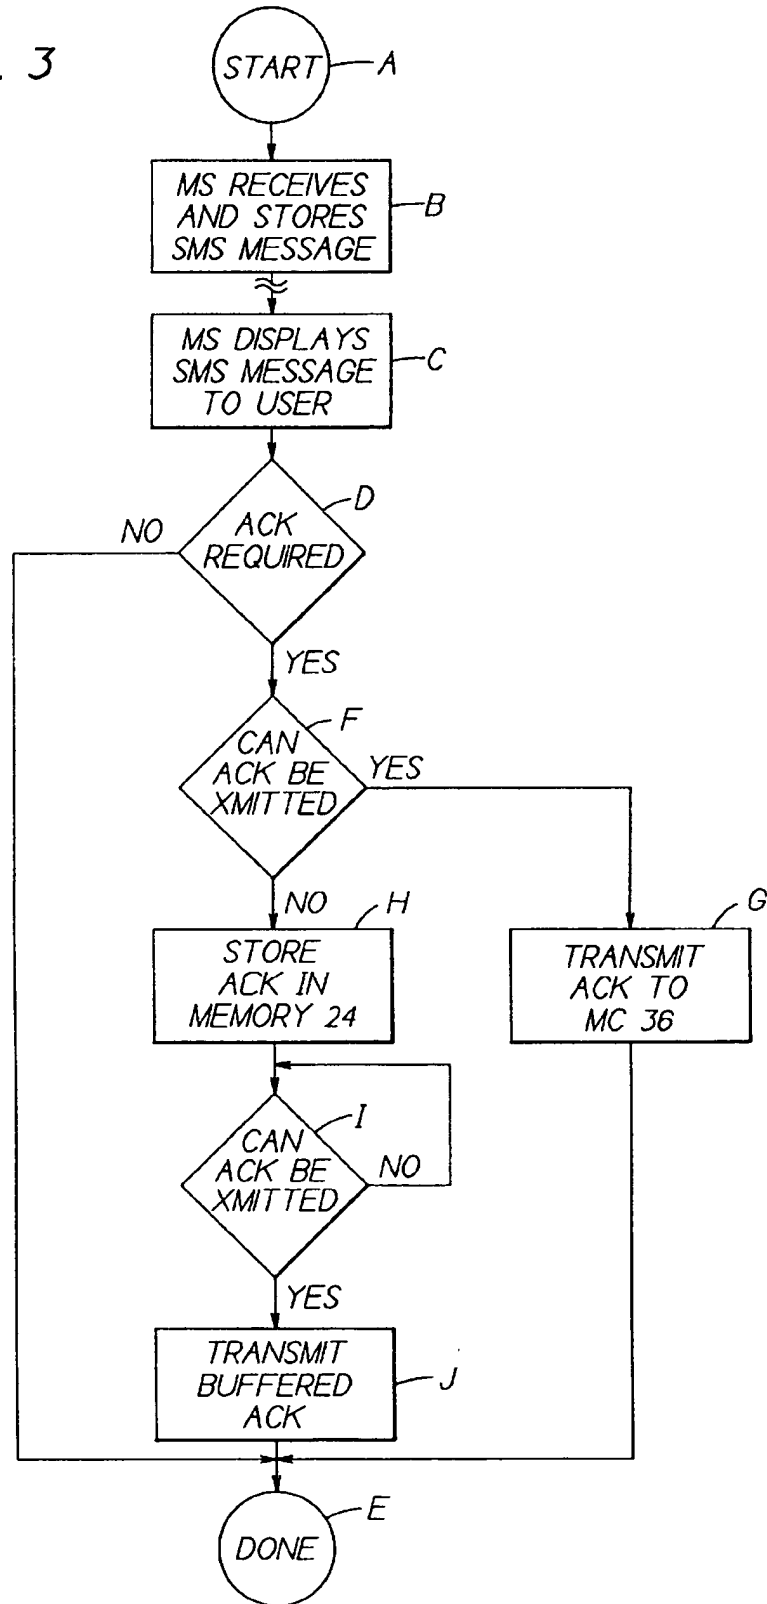 . 3
START
A
MS RECEIVES
AND STORES
SMS MESSAGE
B
MS DISPLAYS
SMS MESSAGE
TO USER
C
D
NO
ACK
REQUIRED
YES
F
CAN
ACK BE
XMITTED
YES
NO
H
G
STORE
ACK IN
MEMORY 24
TRANSMIT
ACK TO
MC 36
I
CAN
ACK BE
XMITTED
NO
YES
TRANSMIT
BUFFERED
ACK
J
E
DONE